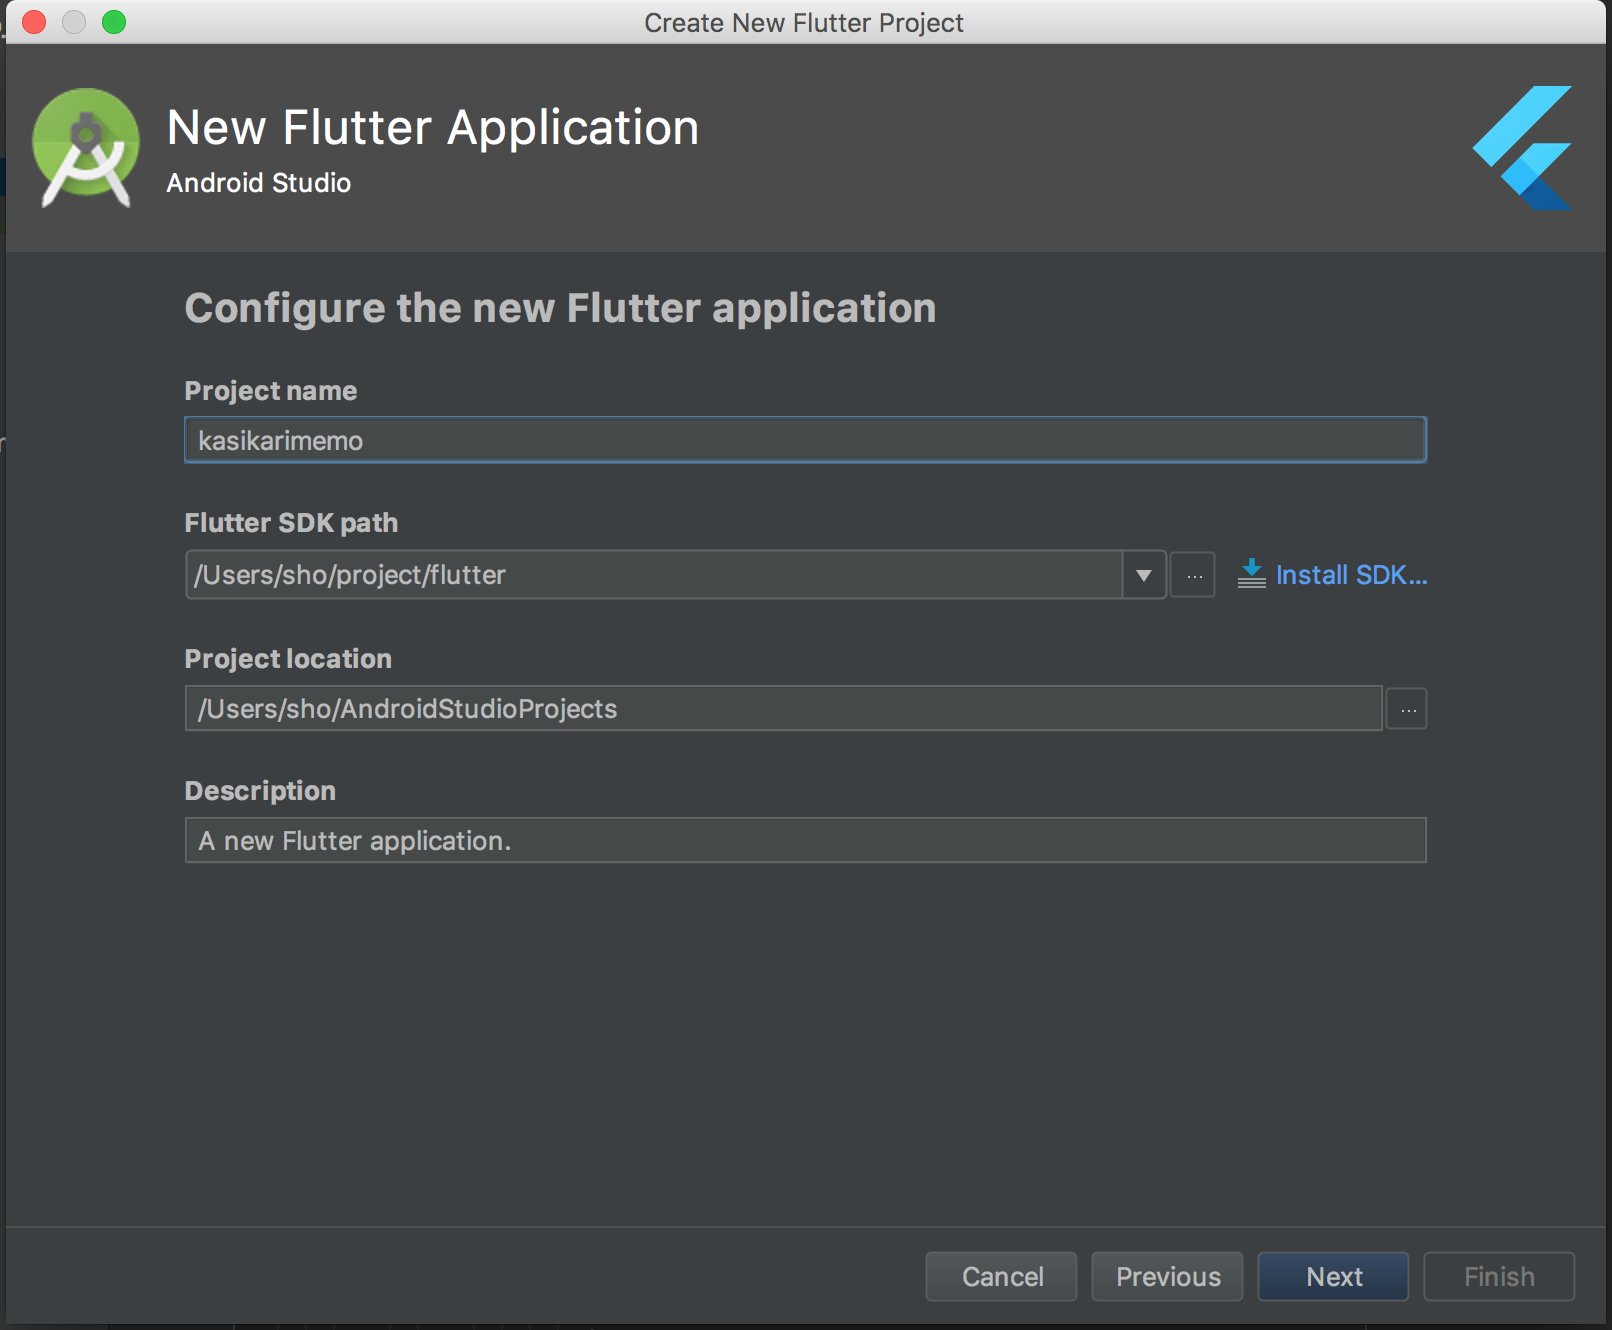 Create New Flutter Project
New Flutter Application
Android Studio
Configure the new Flutter application
Project name
kasikarimemo
Flutter SDK path
/Users/sho/project/flutter
... Install SDK...
Project location
/Users/sho/AndroidStudioProjects
...
Description
A new Flutter application.
Cancel Previous Next Finish